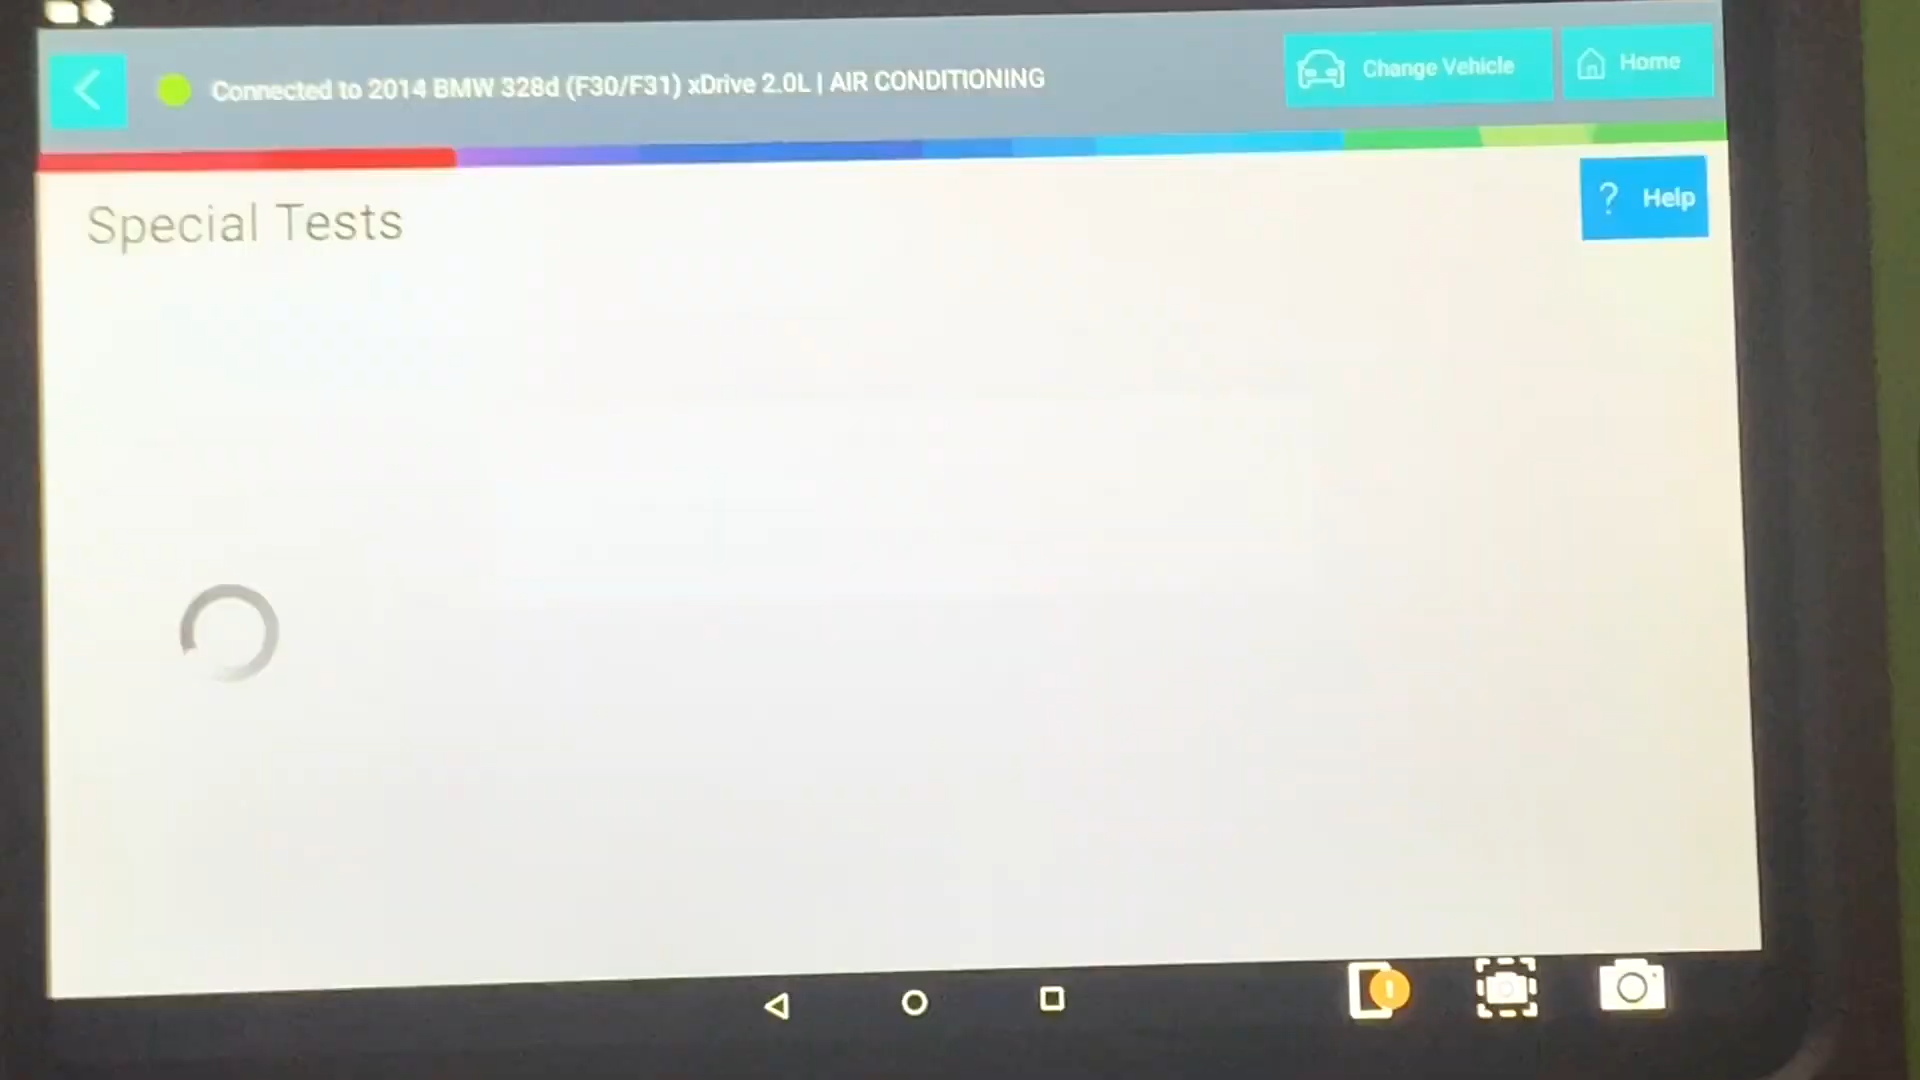 Connected to 2014 BMW 328d (F30/F31) xDrive 2.0L | AIR CONDITIONING
Change Vehicle
Home
Special Tests
? Help